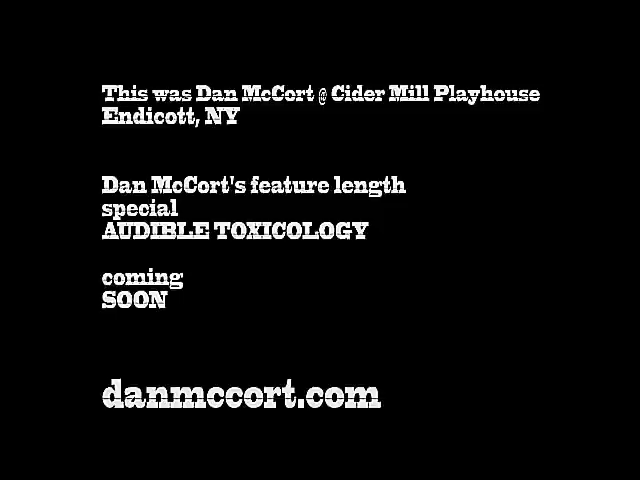 This was Dan McCort @ Cider Mill Playhouse
Endicott, NY
Dan McCort's feature length
special
AUDIBLE TOXICOLOGY
coming
SOON
danmccort.com